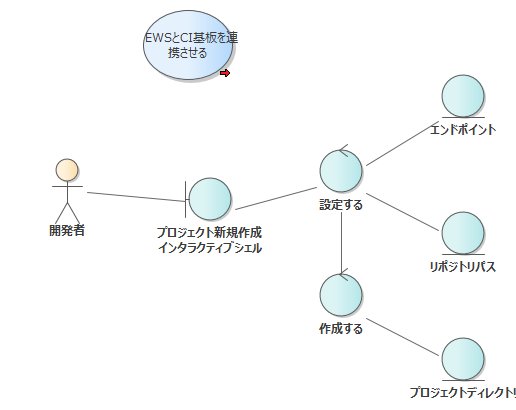 EWSとCI基板を連
携させる
エンドポイント
設定する
開発者
プロジェクト新規作成
インタラクティブシェル
リポジトリパス
作成する
プロジェクトディレクトリ